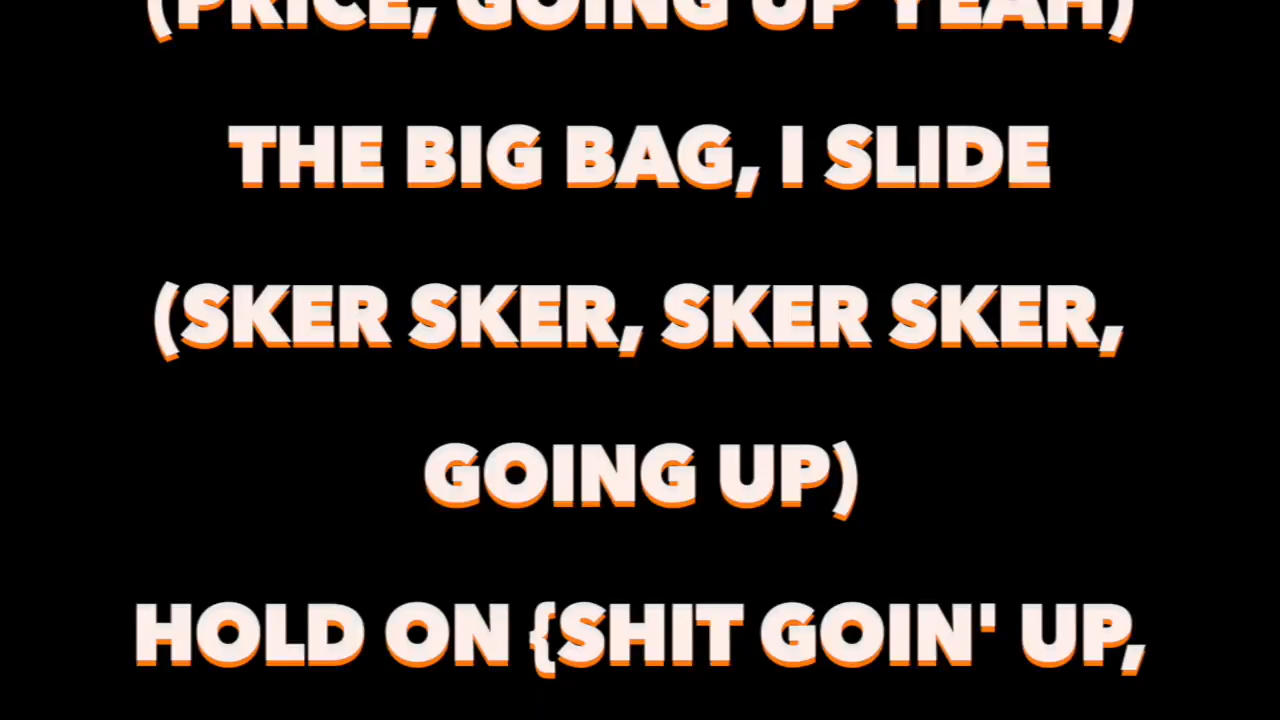 (PRICE, GOING UP YEAH)
THE BIG BAG, I SLIDE
(SKER SKER, SKER SKER,
GOING UP)
HOLD ON {SHIT GOIN' UP,